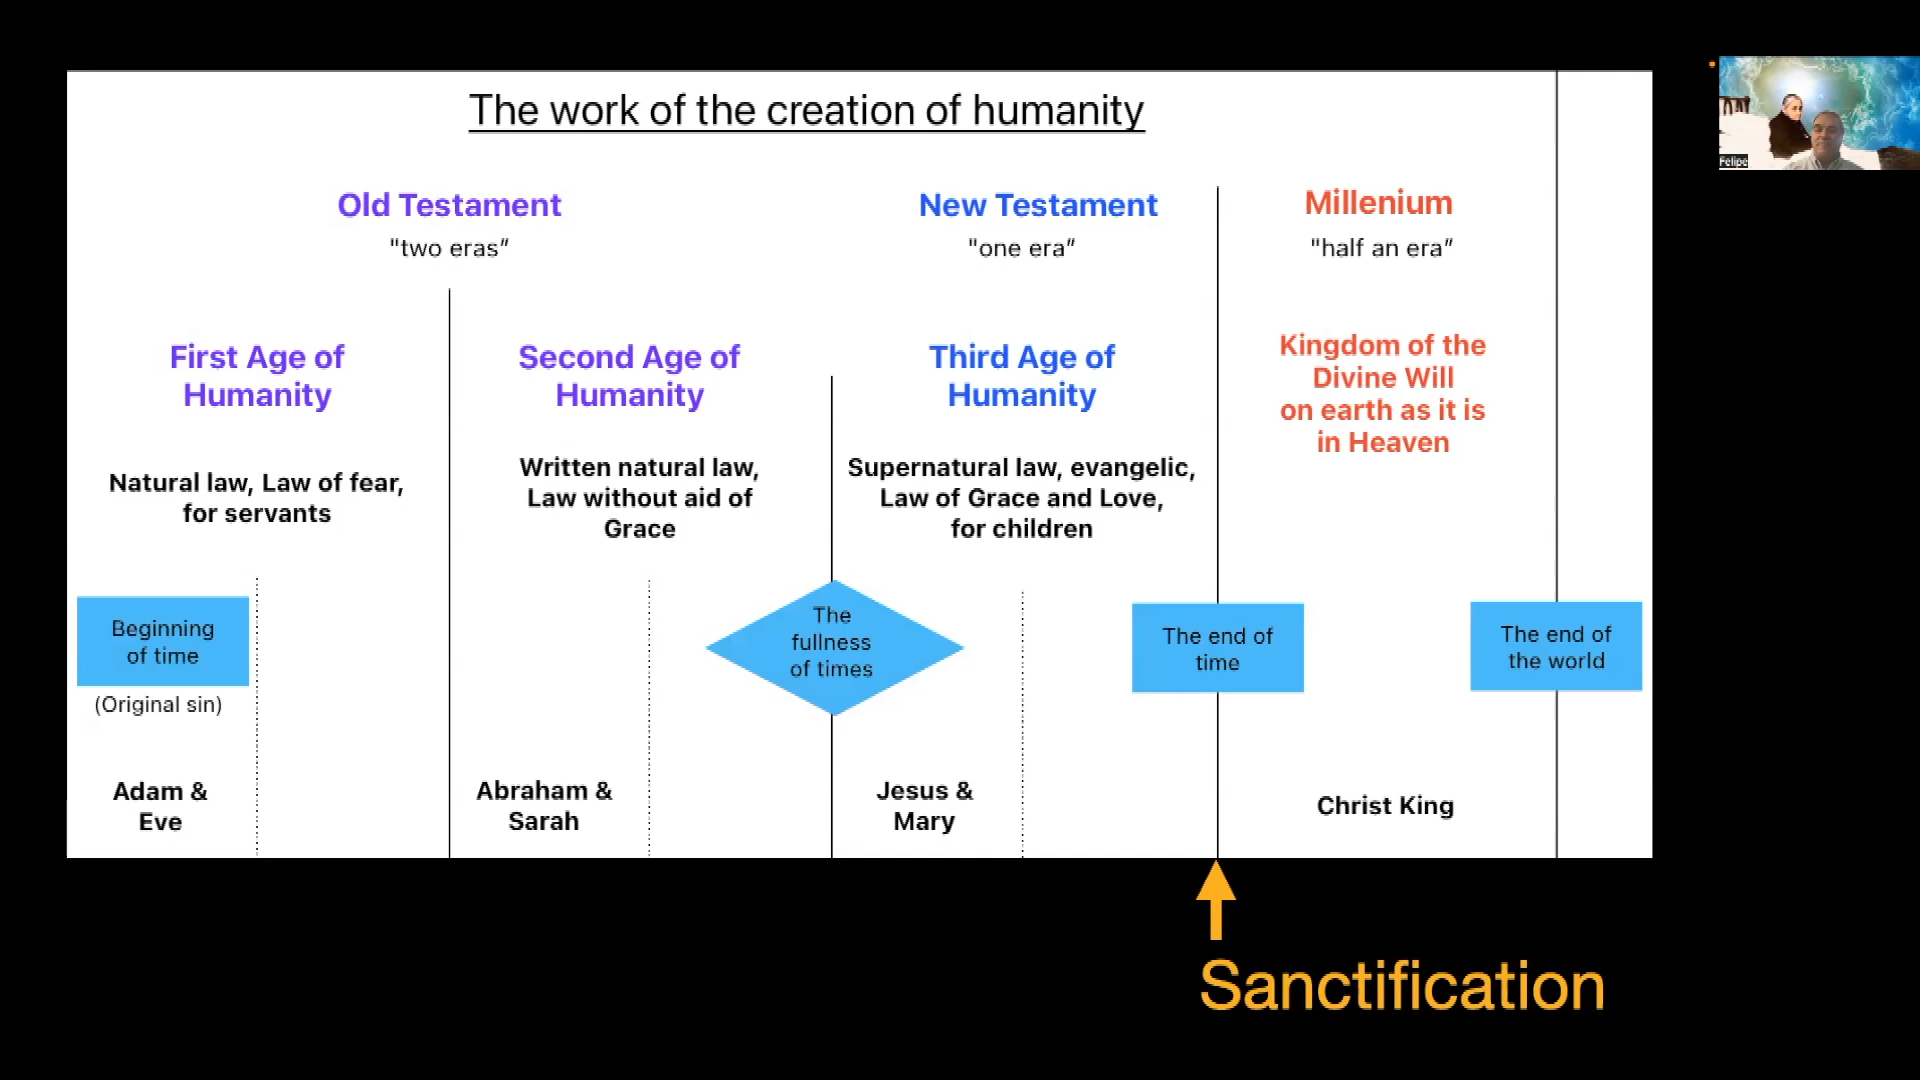 The work of the creation of humanity
Felipe
Old Testament
"two eras”
New Testament
"one era”
Millenium
"half an era”
First Age of
Humanity
Second Age of
Humanity
Third Age of
Humanity
Kingdom of the
Divine Will
on earth as it is
in Heaven
Natural law, Law of fear,
for servants
Written natural law,
Law without aid of
Grace
Supernatural law, evangelic,
Law of Grace and Love,
for children
Beginning
of time
(Original sin)
The
fullness
of times
The end of
time
The end of
the world
Adam &
Eve
Abraham &
Sarah
Jesus &
Mary
Christ King
Sanctification